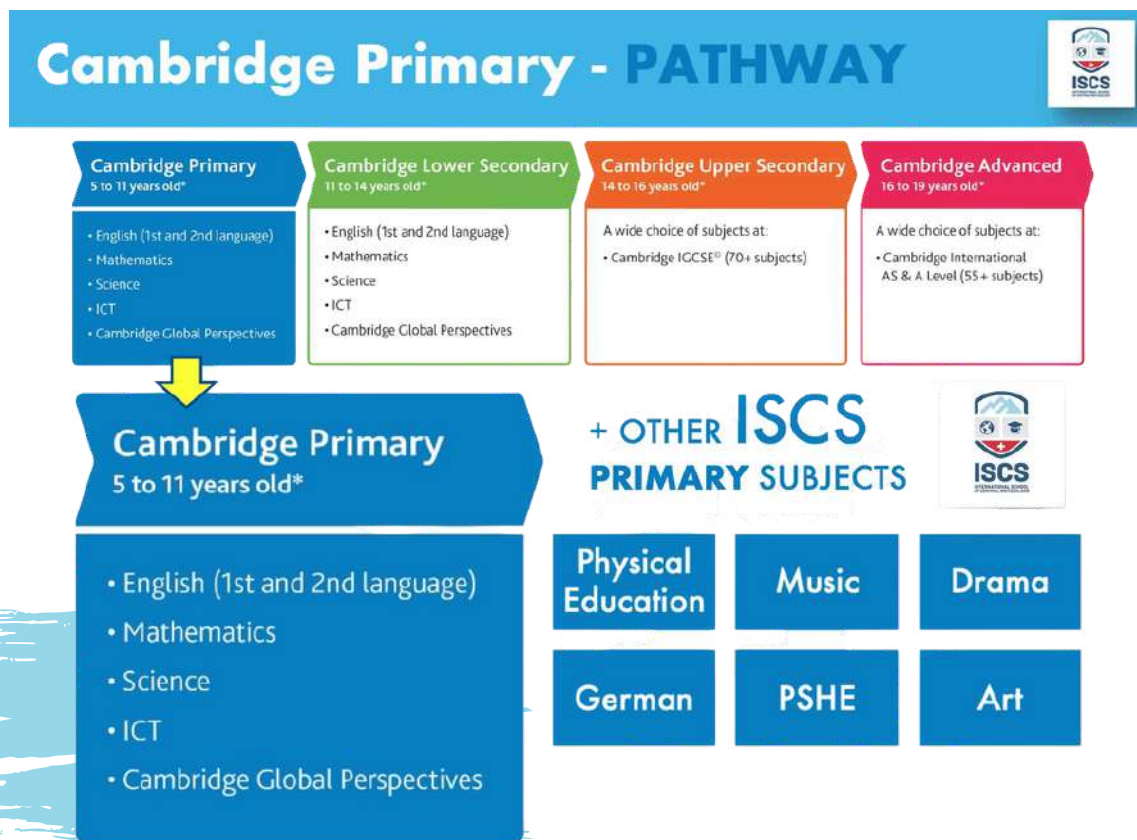 Cambridge Primary - PATHWAY
ISCS
Cambridge Primary
5 to 11 years old*
• English (1st and 2nd language)
• Mathematics
• Science
• ICT
• Cambridge Global Perspectives
Cambridge Lower Secondary
11 to 14 years old*
• English (1st and 2nd language)
• Mathematics
• Science
• ICT
• Cambridge Global Perspectives
Cambridge Upper Secondary
14 to 16 years old*
A wide choice of subjects at:
• Cambridge IGCSE® (70+ subjects)
Cambridge Advanced
16 to 19 years old*
A wide choice of subjects at:
• Cambridge International
AS & A Level (55+ subjects)
Cambridge Primary
5 to 11 years old*
• English (1st and 2nd language)
• Mathematics
• Science
• ICT
• Cambridge Global Perspectives
+ OTHER ISCS
PRIMARY SUBJECTS
ISCS
Physical
Education
Music
Drama
German
PSHE
Art